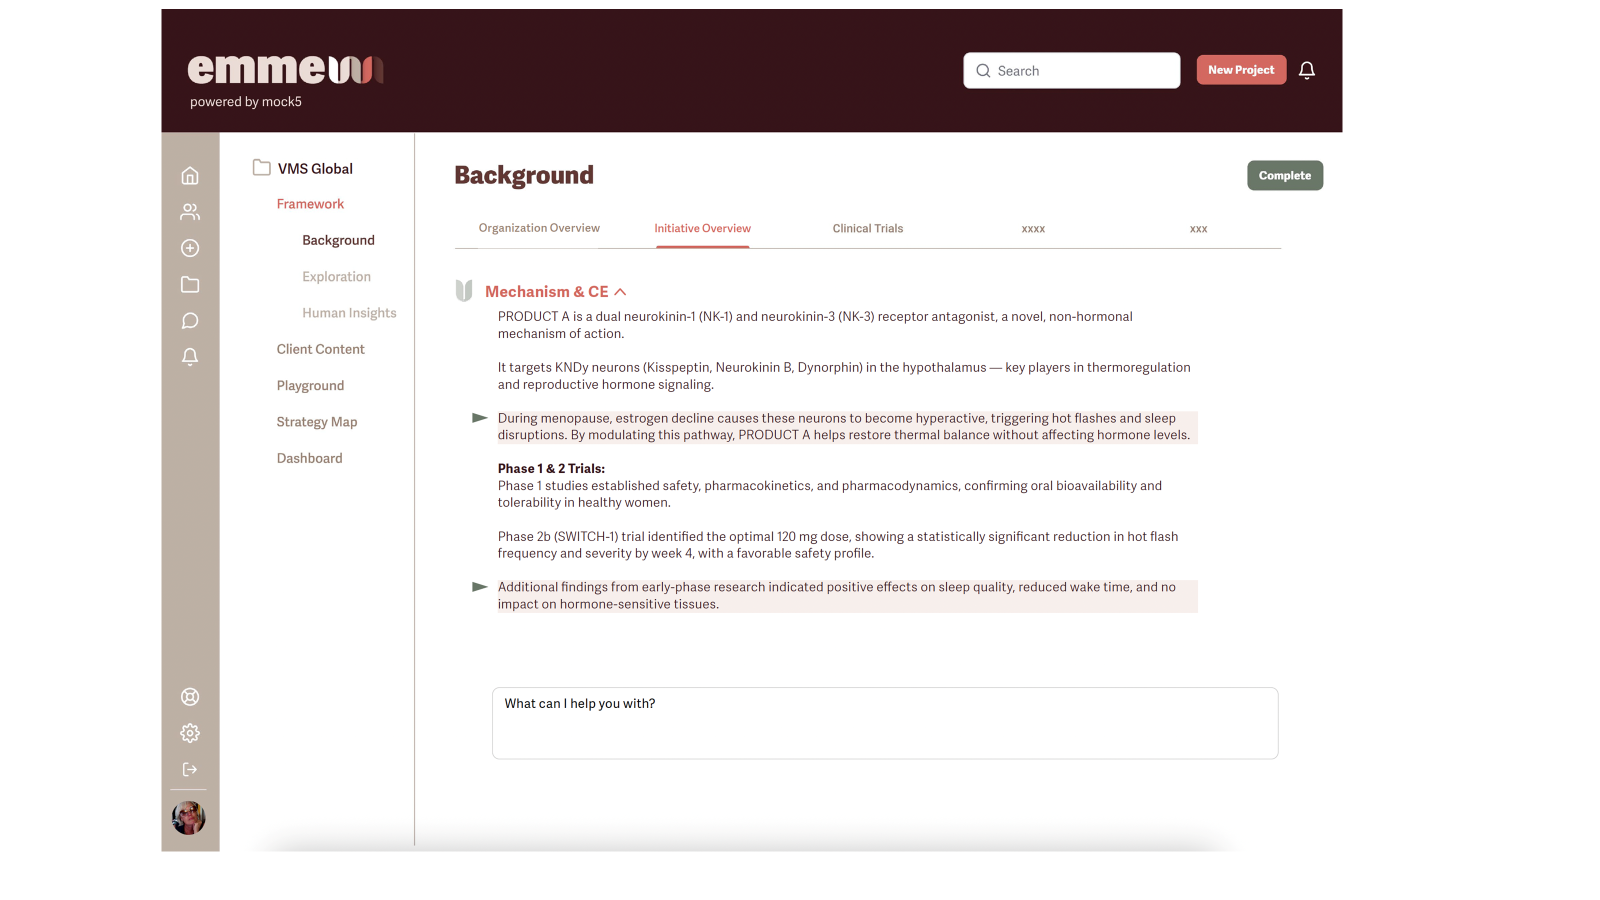 emme
powered by mock5
Search
New Project
VMS Global
Framework
Background
Exploration
Human Insights
Client Content
Playground
Strategy Map
Dashboard
Background
Complete
Organization Overview
Initiative Overview
Clinical Trials
xxxx
xxx
Mechanism & CE
PRODUCT A is a dual neurokinin-1 (NK-1) and neurokinin-3 (NK-3) receptor antagonist, a novel, non-hormonal
mechanism of action.
It targets KNDy neurons (Kisspeptin, Neurokinin B, Dynorphin) in the hypothalamus — key players in thermoregulation
and reproductive hormone signaling.
During menopause, estrogen decline causes these neurons to become hyperactive, triggering hot flashes and sleep
disruptions. By modulating this pathway, PRODUCT A helps restore thermal balance without affecting hormone levels.
Phase 1 & 2 Trials:
Phase 1 studies established safety, pharmacokinetics, and pharmacodynamics, confirming oral bioavailability and
tolerability in healthy women.
Phase 2b (SWITCH-1) trial identified the optimal 120 mg dose, showing a statistically significant reduction in hot flash
frequency and severity by week 4, with a favorable safety profile.
Additional findings from early-phase research indicated positive effects on sleep quality, reduced wake time, and no
impact on hormone-sensitive tissues.
What can I help you with?